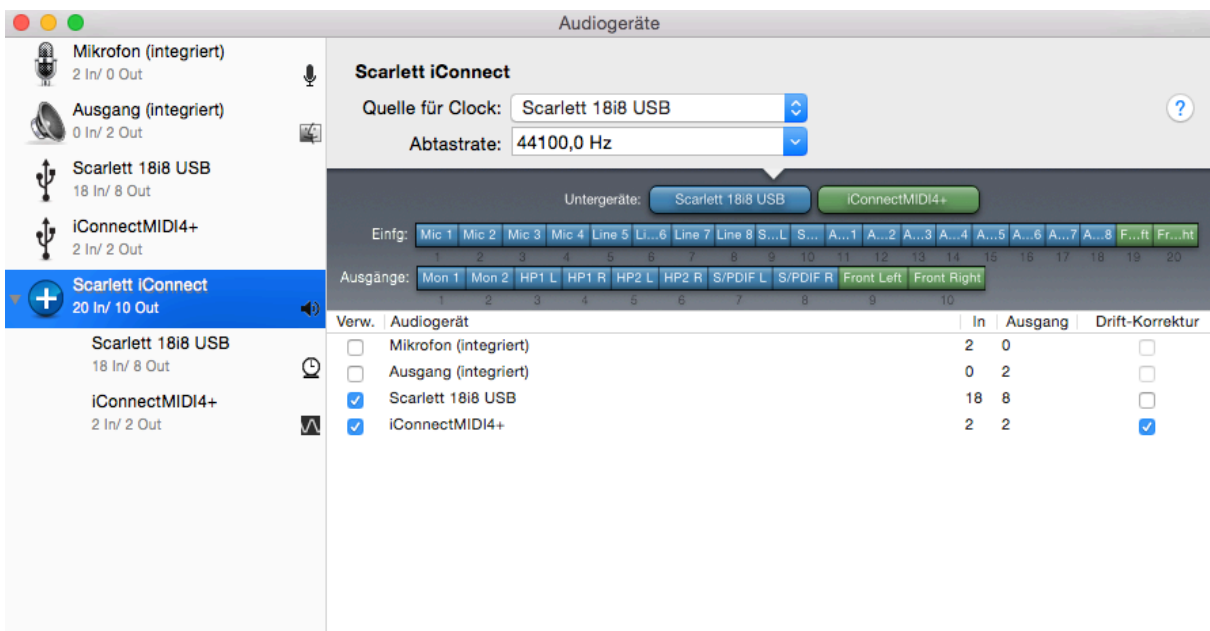 Audiogeräte
Mikrofon (integriert)
2 In/ 0 Out
Ausgang (integriert)
0 In/ 2 Out
Scarlett 18i8 USB
18 In/ 8 Out
iConnectMIDI4+
2 In/ 2 Out
Scarlett iConnect
20 In/ 10 Out
Scarlett 18i8 USB
18 In/ 8 Out
iConnectMIDI4+
2 In/ 2 Out
Scarlett iConnect
Quelle für Clock: Scarlett 18i8 USB
?
Abtastrate: 44100,0 Hz
Untergeräte: Scarlett 18i8 USB iConnectMIDI4+
Einfg: Mic 1 Mic 2 Mic 3 Mic 4 Line 5 Li...6 Line 7 Line 8 S...L S... A...1 A...2 A...3 A...4 A...5 A...6 A...7 A...8 F...ft Fr...ht
1 2 3 4 5 6 7 8 9 10 11 12 13 14 15 16 17 18 19 20
Ausgänge: Mon 1 Mon 2 HP1 L HP1 R HP2 L HP2 R S/PDIF L S/PDIF R Front Left Front Right
1 2 3 4 5 6 7 8 9 10
Verw. Audiogerät In Ausgang Drift-Korrektur
Mikrofon (integriert) 2 0
Ausgang (integriert) 0 2
Scarlett 18i8 USB 18 8
iConnectMIDI4+ 2 2